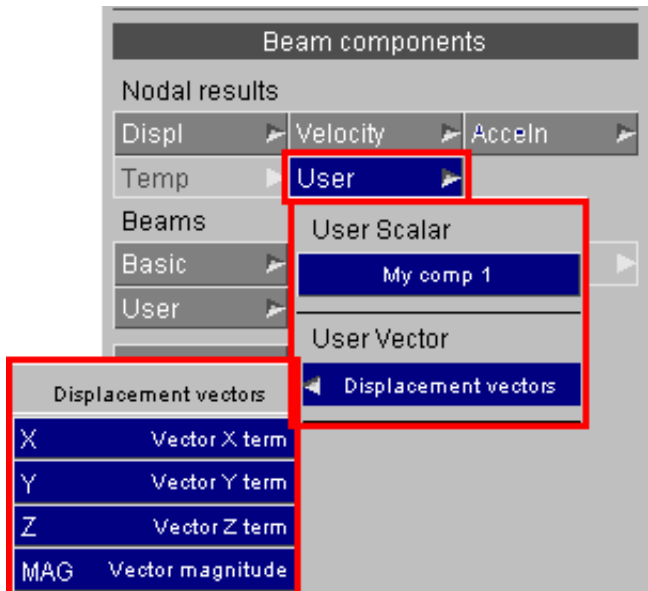 Beam components
Nodal results
Displ Velocity Acceln
Temp User
Beams User Scalar
Basic My comp 1
User User Vector
Displacement vectors Displacement vectors
X Vector X term
Y Vector Y term
Z Vector Z term
MAG Vector magnitude